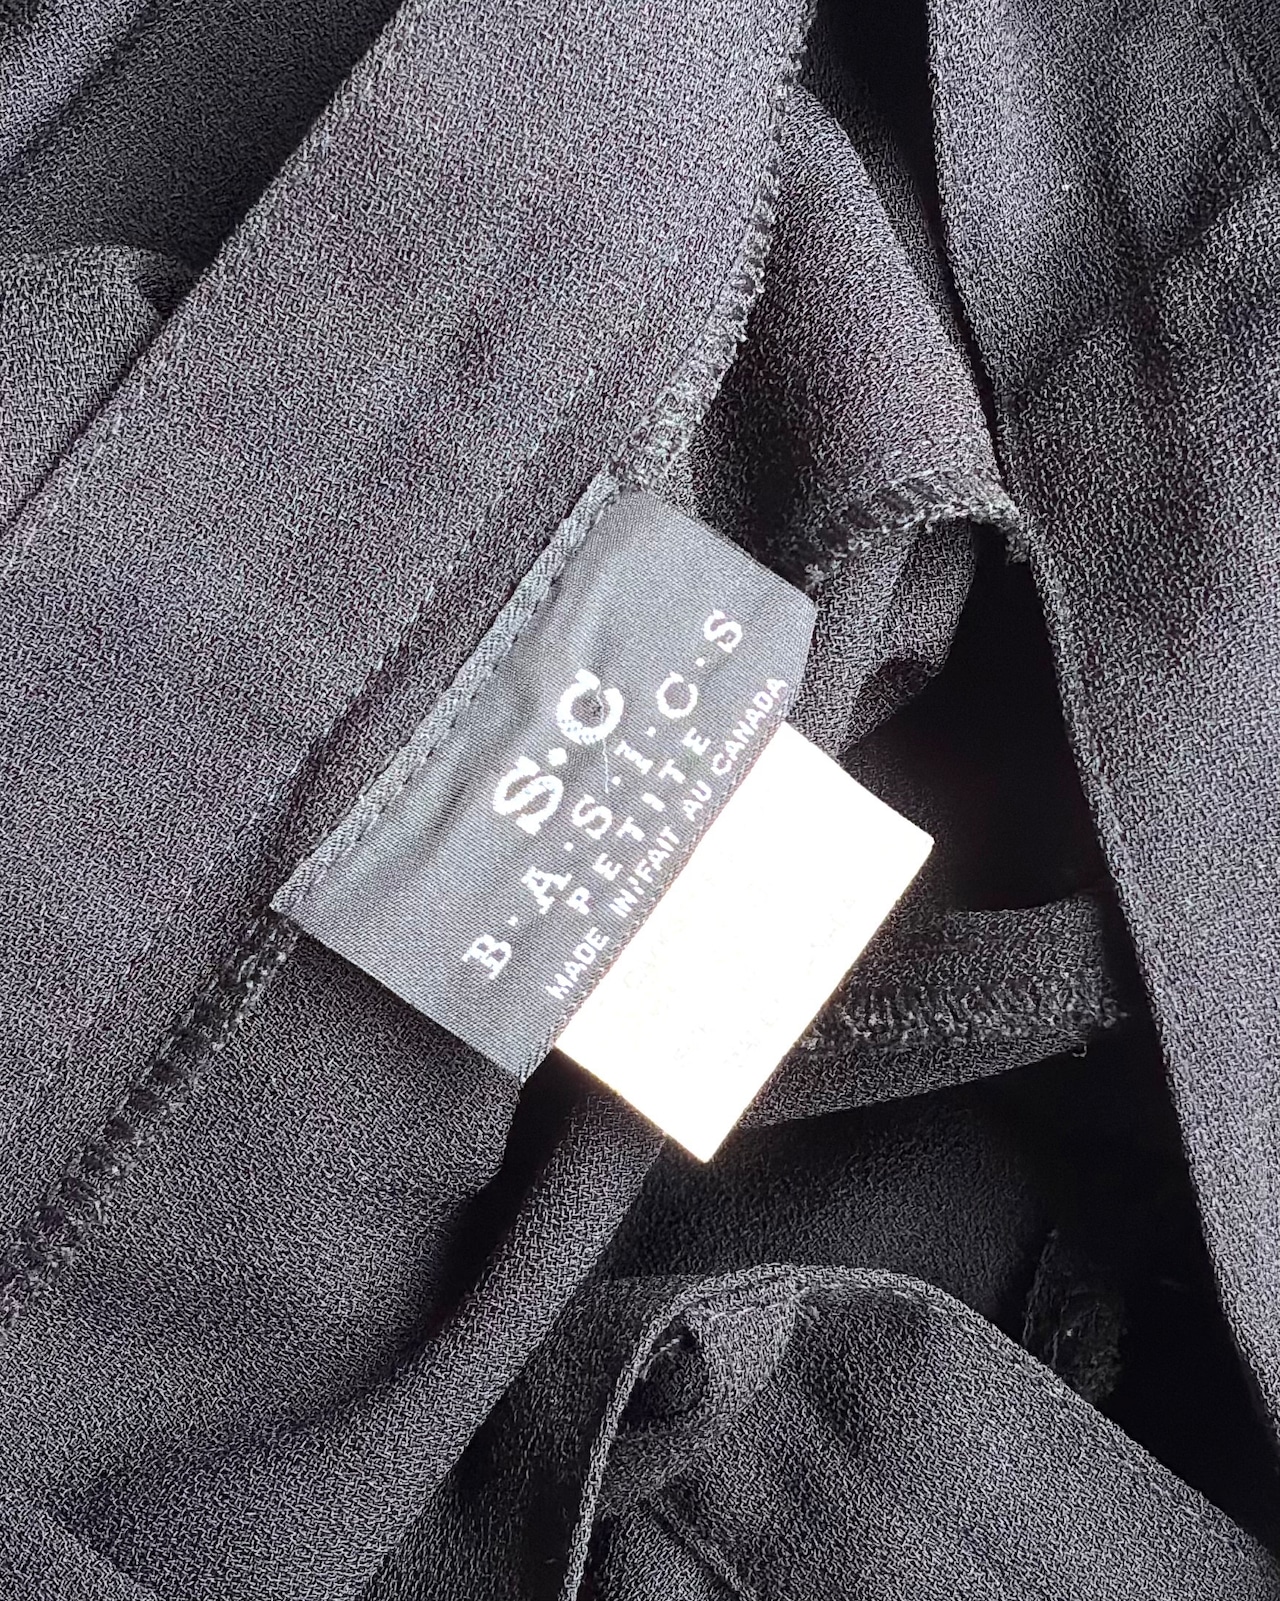 S·C
B·A·S·I·C·S
PETITE
MADE IN/FAIT AU CANADA